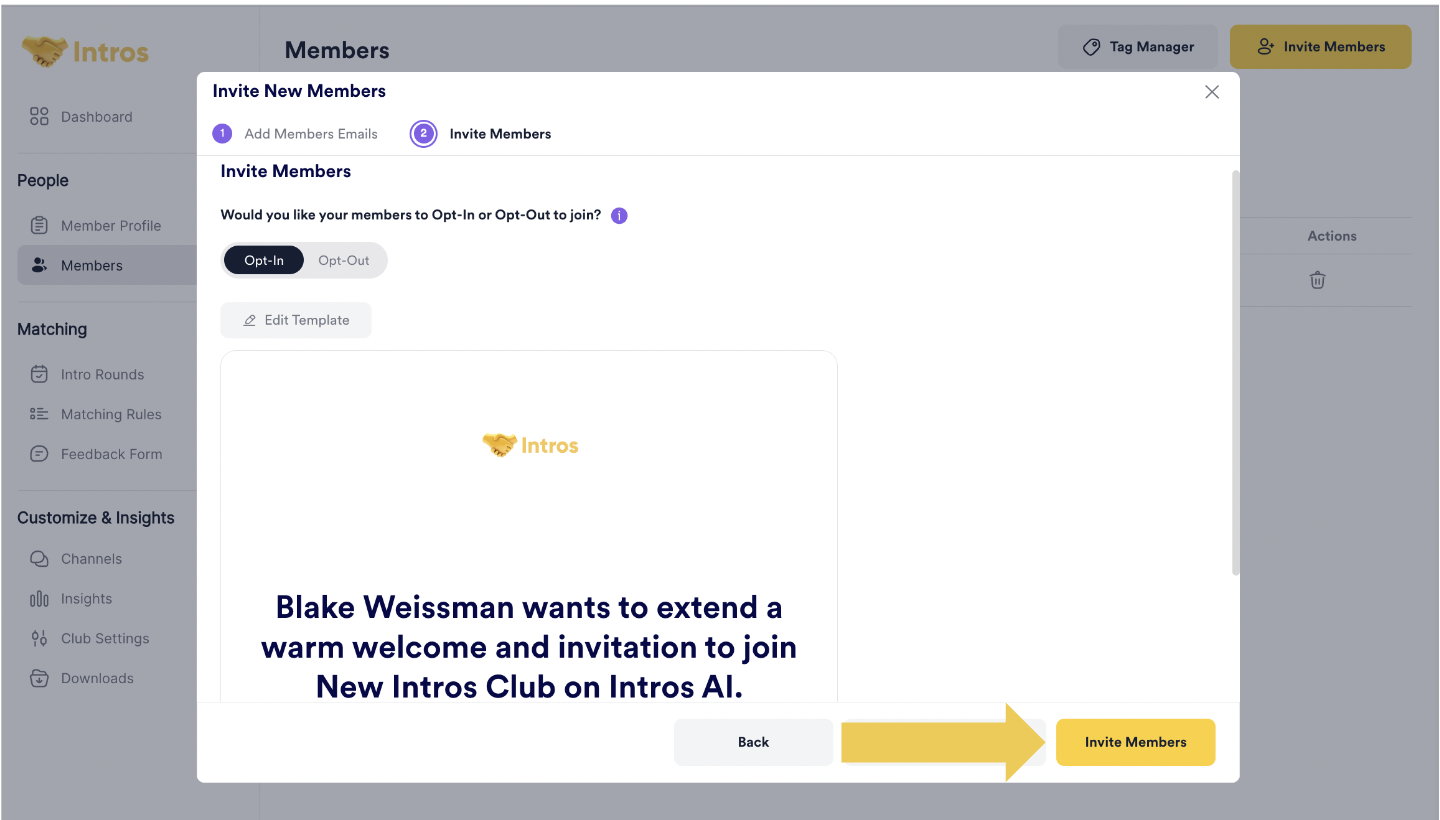 Intros
Members
Tag Manager
Invite Members
Dashboard
People
Member Profile
Members
Matching
Intro Rounds
Matching Rules
Feedback Form
Customize & Insights
Channels
Insights
Club Settings
Downloads
Actions
Invite New Members
1 Add Members Emails
2 Invite Members
Invite Members
Would you like your members to Opt-In or Opt-Out to join? i
Opt-In Opt-Out
Edit Template
Intros
Blake Weissman wants to extend a
warm welcome and invitation to join
New Intros Club on Intros AI.
Back
Invite Members